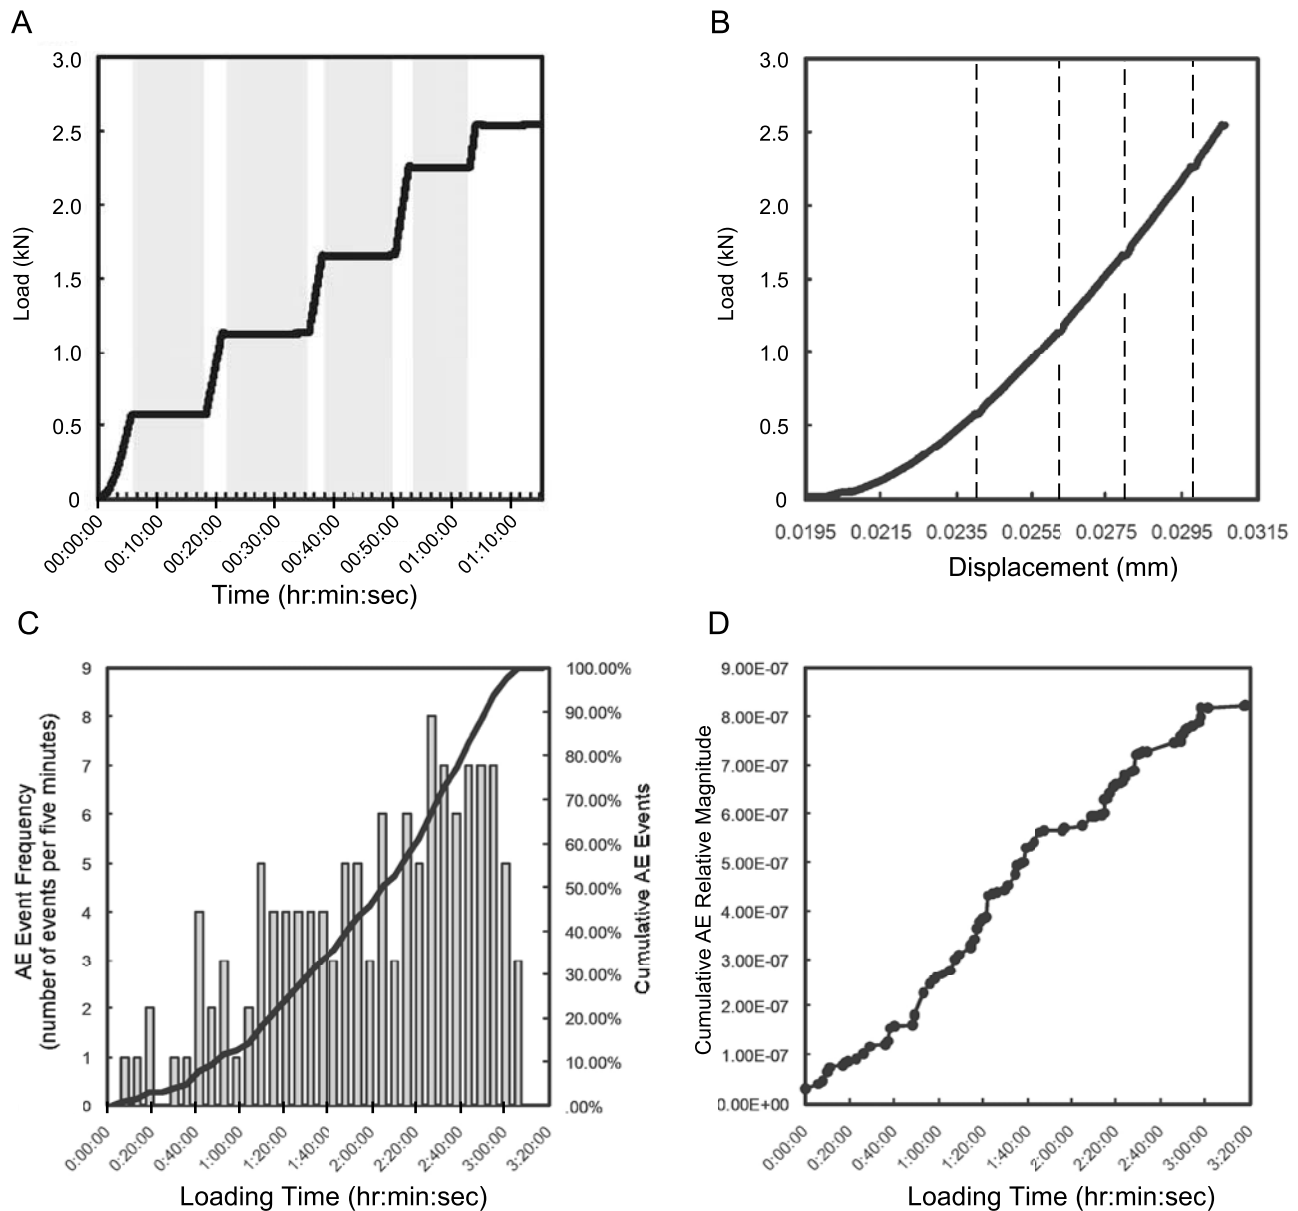 A
3.0
2.5
2.0
1.5
1.0
0.5
0
Load (kN)
00:00:00 00:10:00 00:20:00 00:30:00 00:40:00 00:50:00 01:00:00 01:10:00
Time (hr:min:sec)
B
3.0
2.5
2.0
1.5
1.0
0.5
0
Load (kN)
0.0195 0.0215 0.0235 0.0255 0.0275 0.0295 0.0315
Displacement (mm)
C
9
8
7
6
5
4
3
2
1
0
AE Event Frequency
(number of events per five minutes)
100.00%
90.00%
80.00%
70.00%
60.00%
50.00%
40.00%
30.00%
20.00%
10.00%
.00%
Cumulative AE Events
0:00:00 0:20:00 0:40:00 1:00:00 1:20:00 1:40:00 2:00:00 2:20:00 2:40:00 3:00:00 3:20:00
Loading Time (hr:min:sec)
D
9.00E-07
8.00E-07
7.00E-07
6.00E-07
5.00E-07
4.00E-07
3.00E-07
2.00E-07
1.00E-07
0.00E+00
Cumulative AE Relative Magnitude
0:00:00 0:20:00 0:40:00 1:00:00 1:20:00 1:40:00 2:00:00 2:20:00 2:40:00 3:00:00 3:20:00
Loading Time (hr:min:sec)